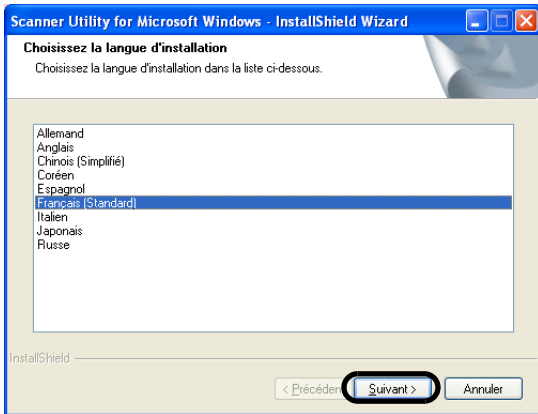 Scanner Utility for Microsoft Windows - InstallShield Wizard
Choisissez la langue d'installation
Choisissez la langue d'installation dans la liste ci-dessous.
Allemand
Anglais
Chinois (Simplifié)
Coréen
Espagnol
Français (Standard)
Italien
Japonais
Russe
InstallShield
< Précéden Suivant > Annuler